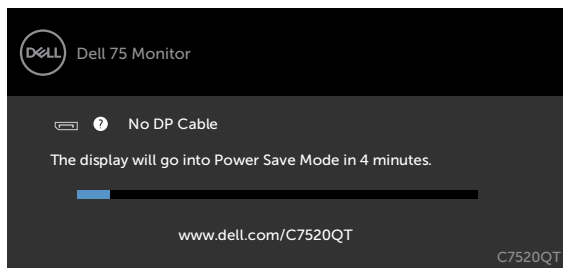 DELL
Dell 75 Monitor
? No DP Cable
The display will go into Power Save Mode in 4 minutes.
www.dell.com/C7520QT
C7520QT